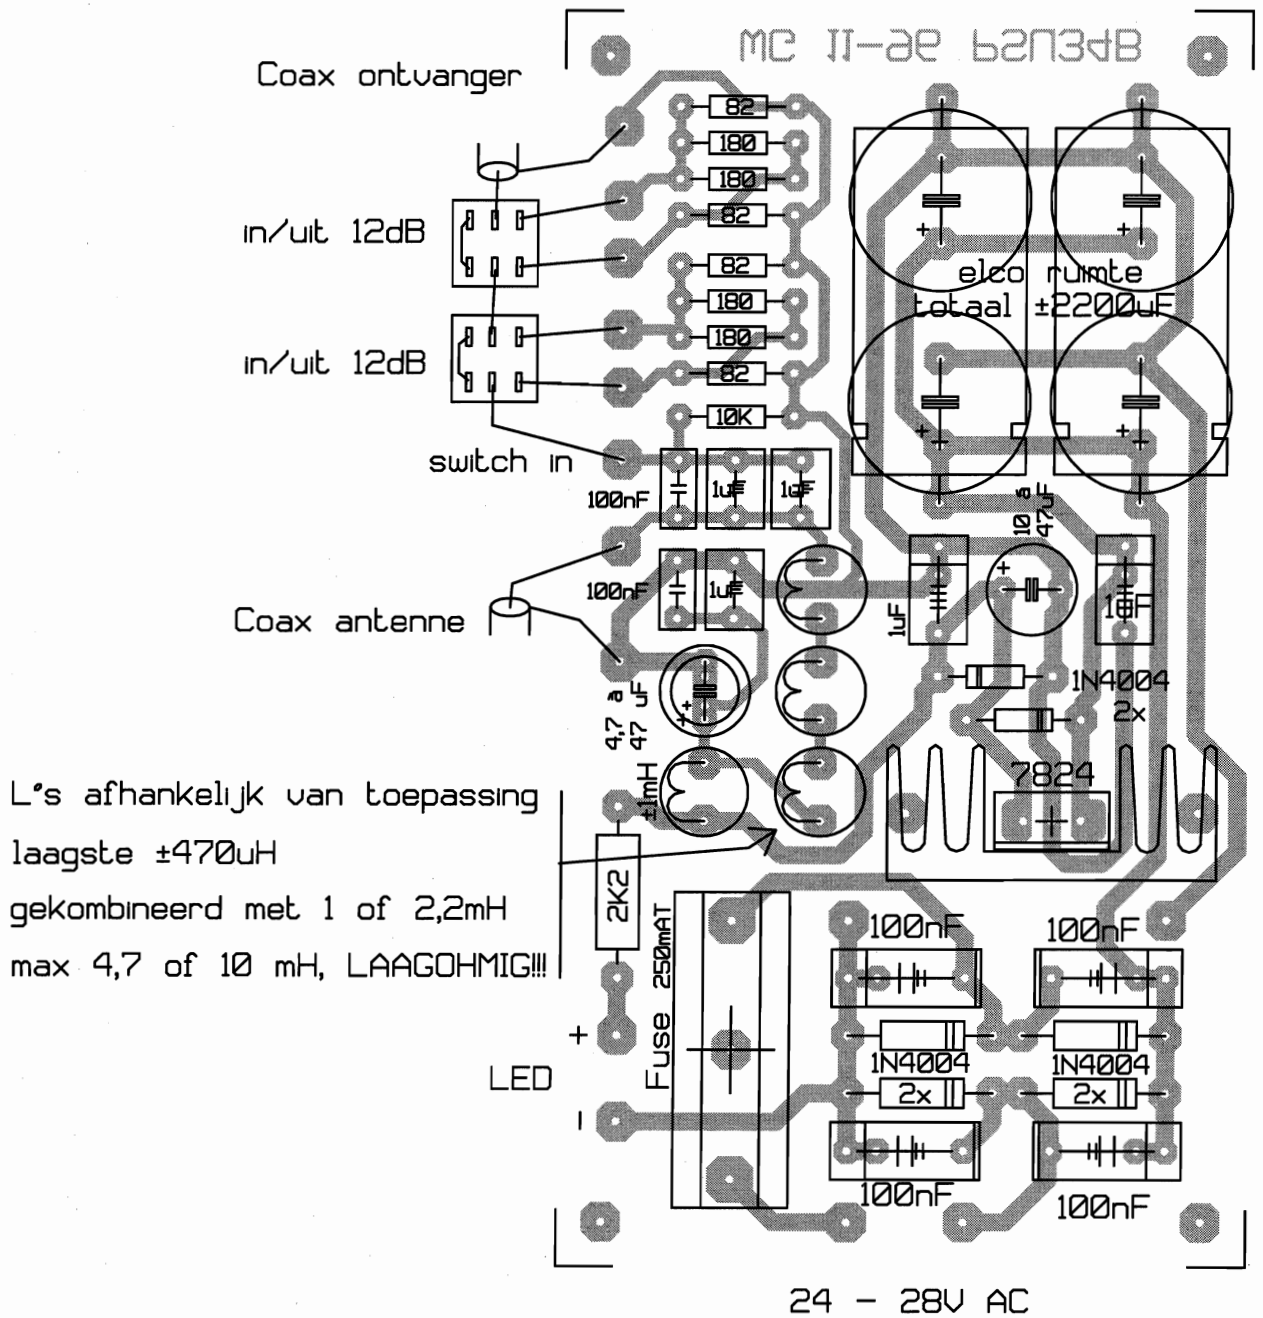 MC 11-96 PSU34B
Coax ontvanger
82
180
180
82
in/uit 12dB
82
180
180
82
in/uit 12dB
10K
elco ruimte
totaal ±2200uF
switch in
100nF
1uF
1uF
10 a
47uF
100nF
1uF
1uF
1uF
Coax antenne
4,7 a
47 uF
1N4004
2x
±1mH
7824
L's afhankelijk van toepassing
laagste ±470uH
gekombineerd met 1 of 2,2mH
max 4,7 of 10 mH, LAAGOHMIG!!!
2K2
Fuse 250mAT
100nF
100nF
+
LED
-
1N4004
1N4004
2x
2x
100nF
100nF
24 - 28V AC